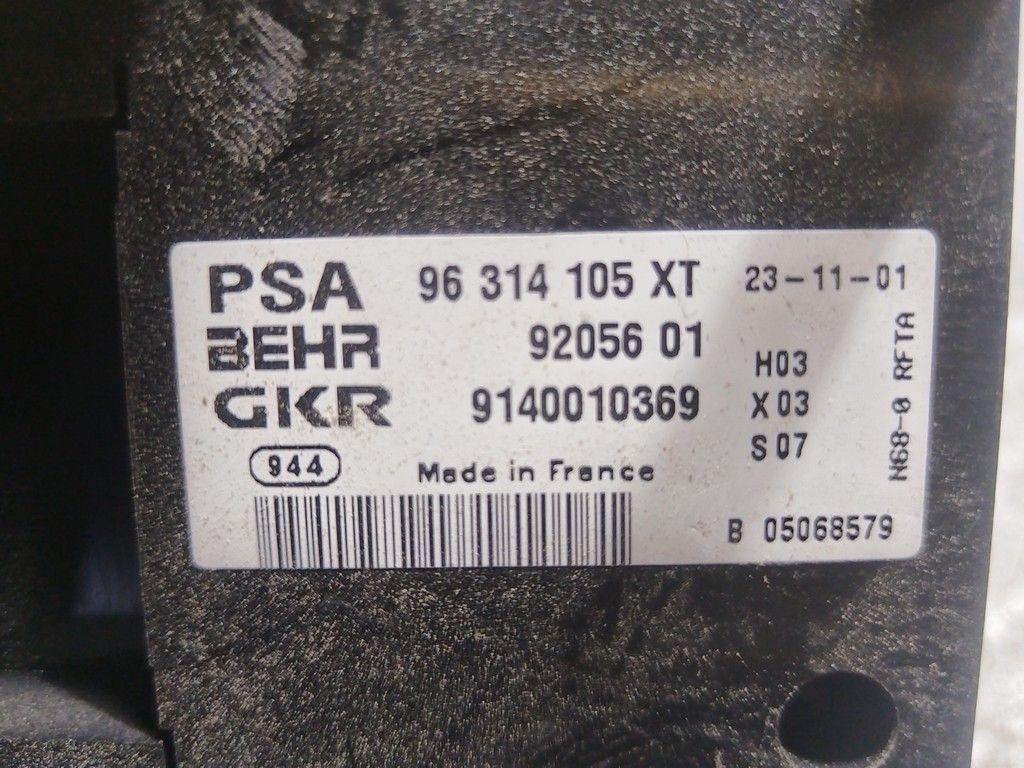 PSA 96 314 105 XT 23-11-01
BEHR 92056 01 H03
GKR 9140010369 X03
S07
944 Made in France
B 05068579
N68-0 RFTA